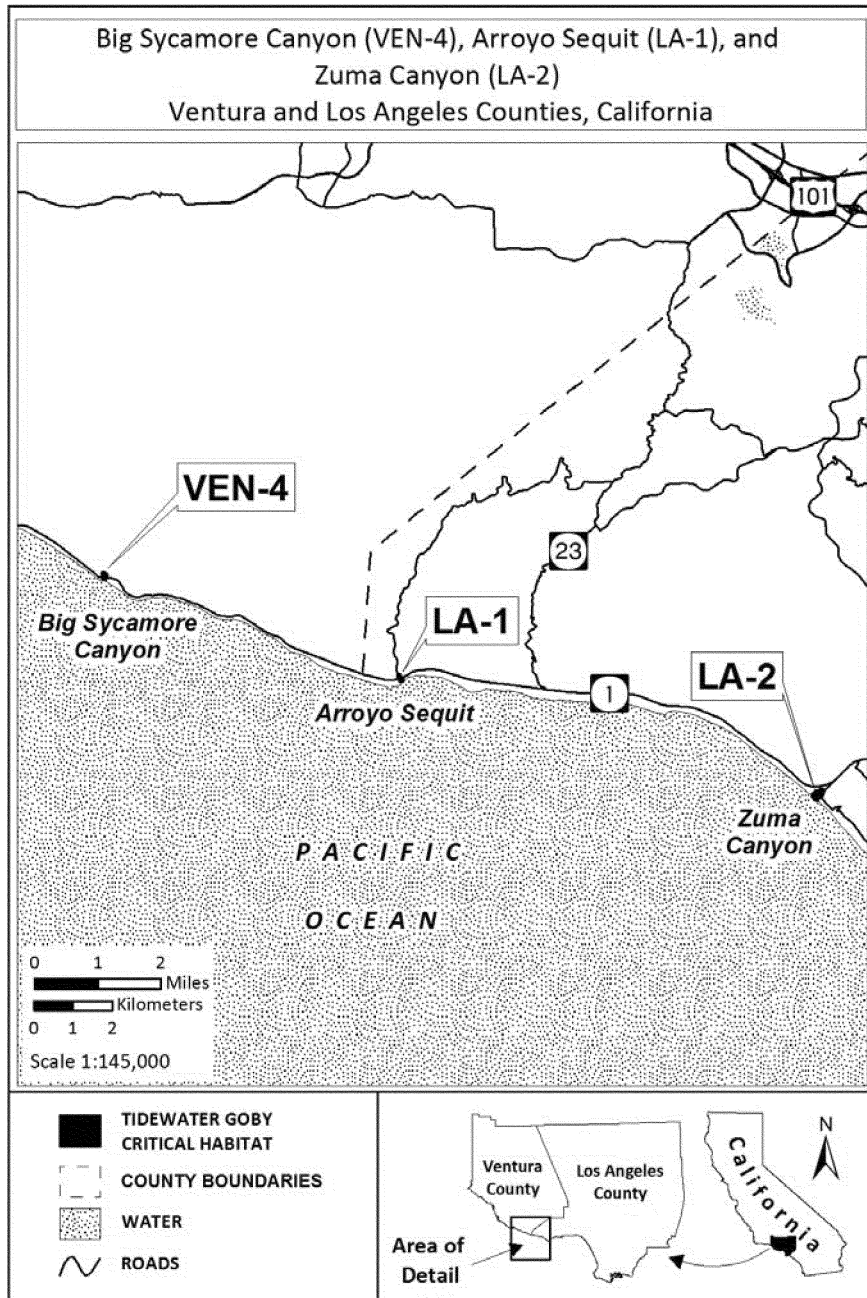 Big Sycamore Canyon (VEN-4), Arroyo Sequit (LA-1), and
Zuma Canyon (LA-2)
Ventura and Los Angeles Counties, California
101
VEN-4
23
Big Sycamore
Canyon
LA-1
LA-2
1
Arroyo Sequit
Zuma
Canyon
PACIFIC
OCEAN
0 1 2
Miles
Kilometers
0 1 2
Scale 1:145,000
TIDEWATER GOBY
CRITICAL HABITAT
COUNTY BOUNDARIES
WATER
ROADS
Ventura
County
Los Angeles
County
Area of
Detail
California
N